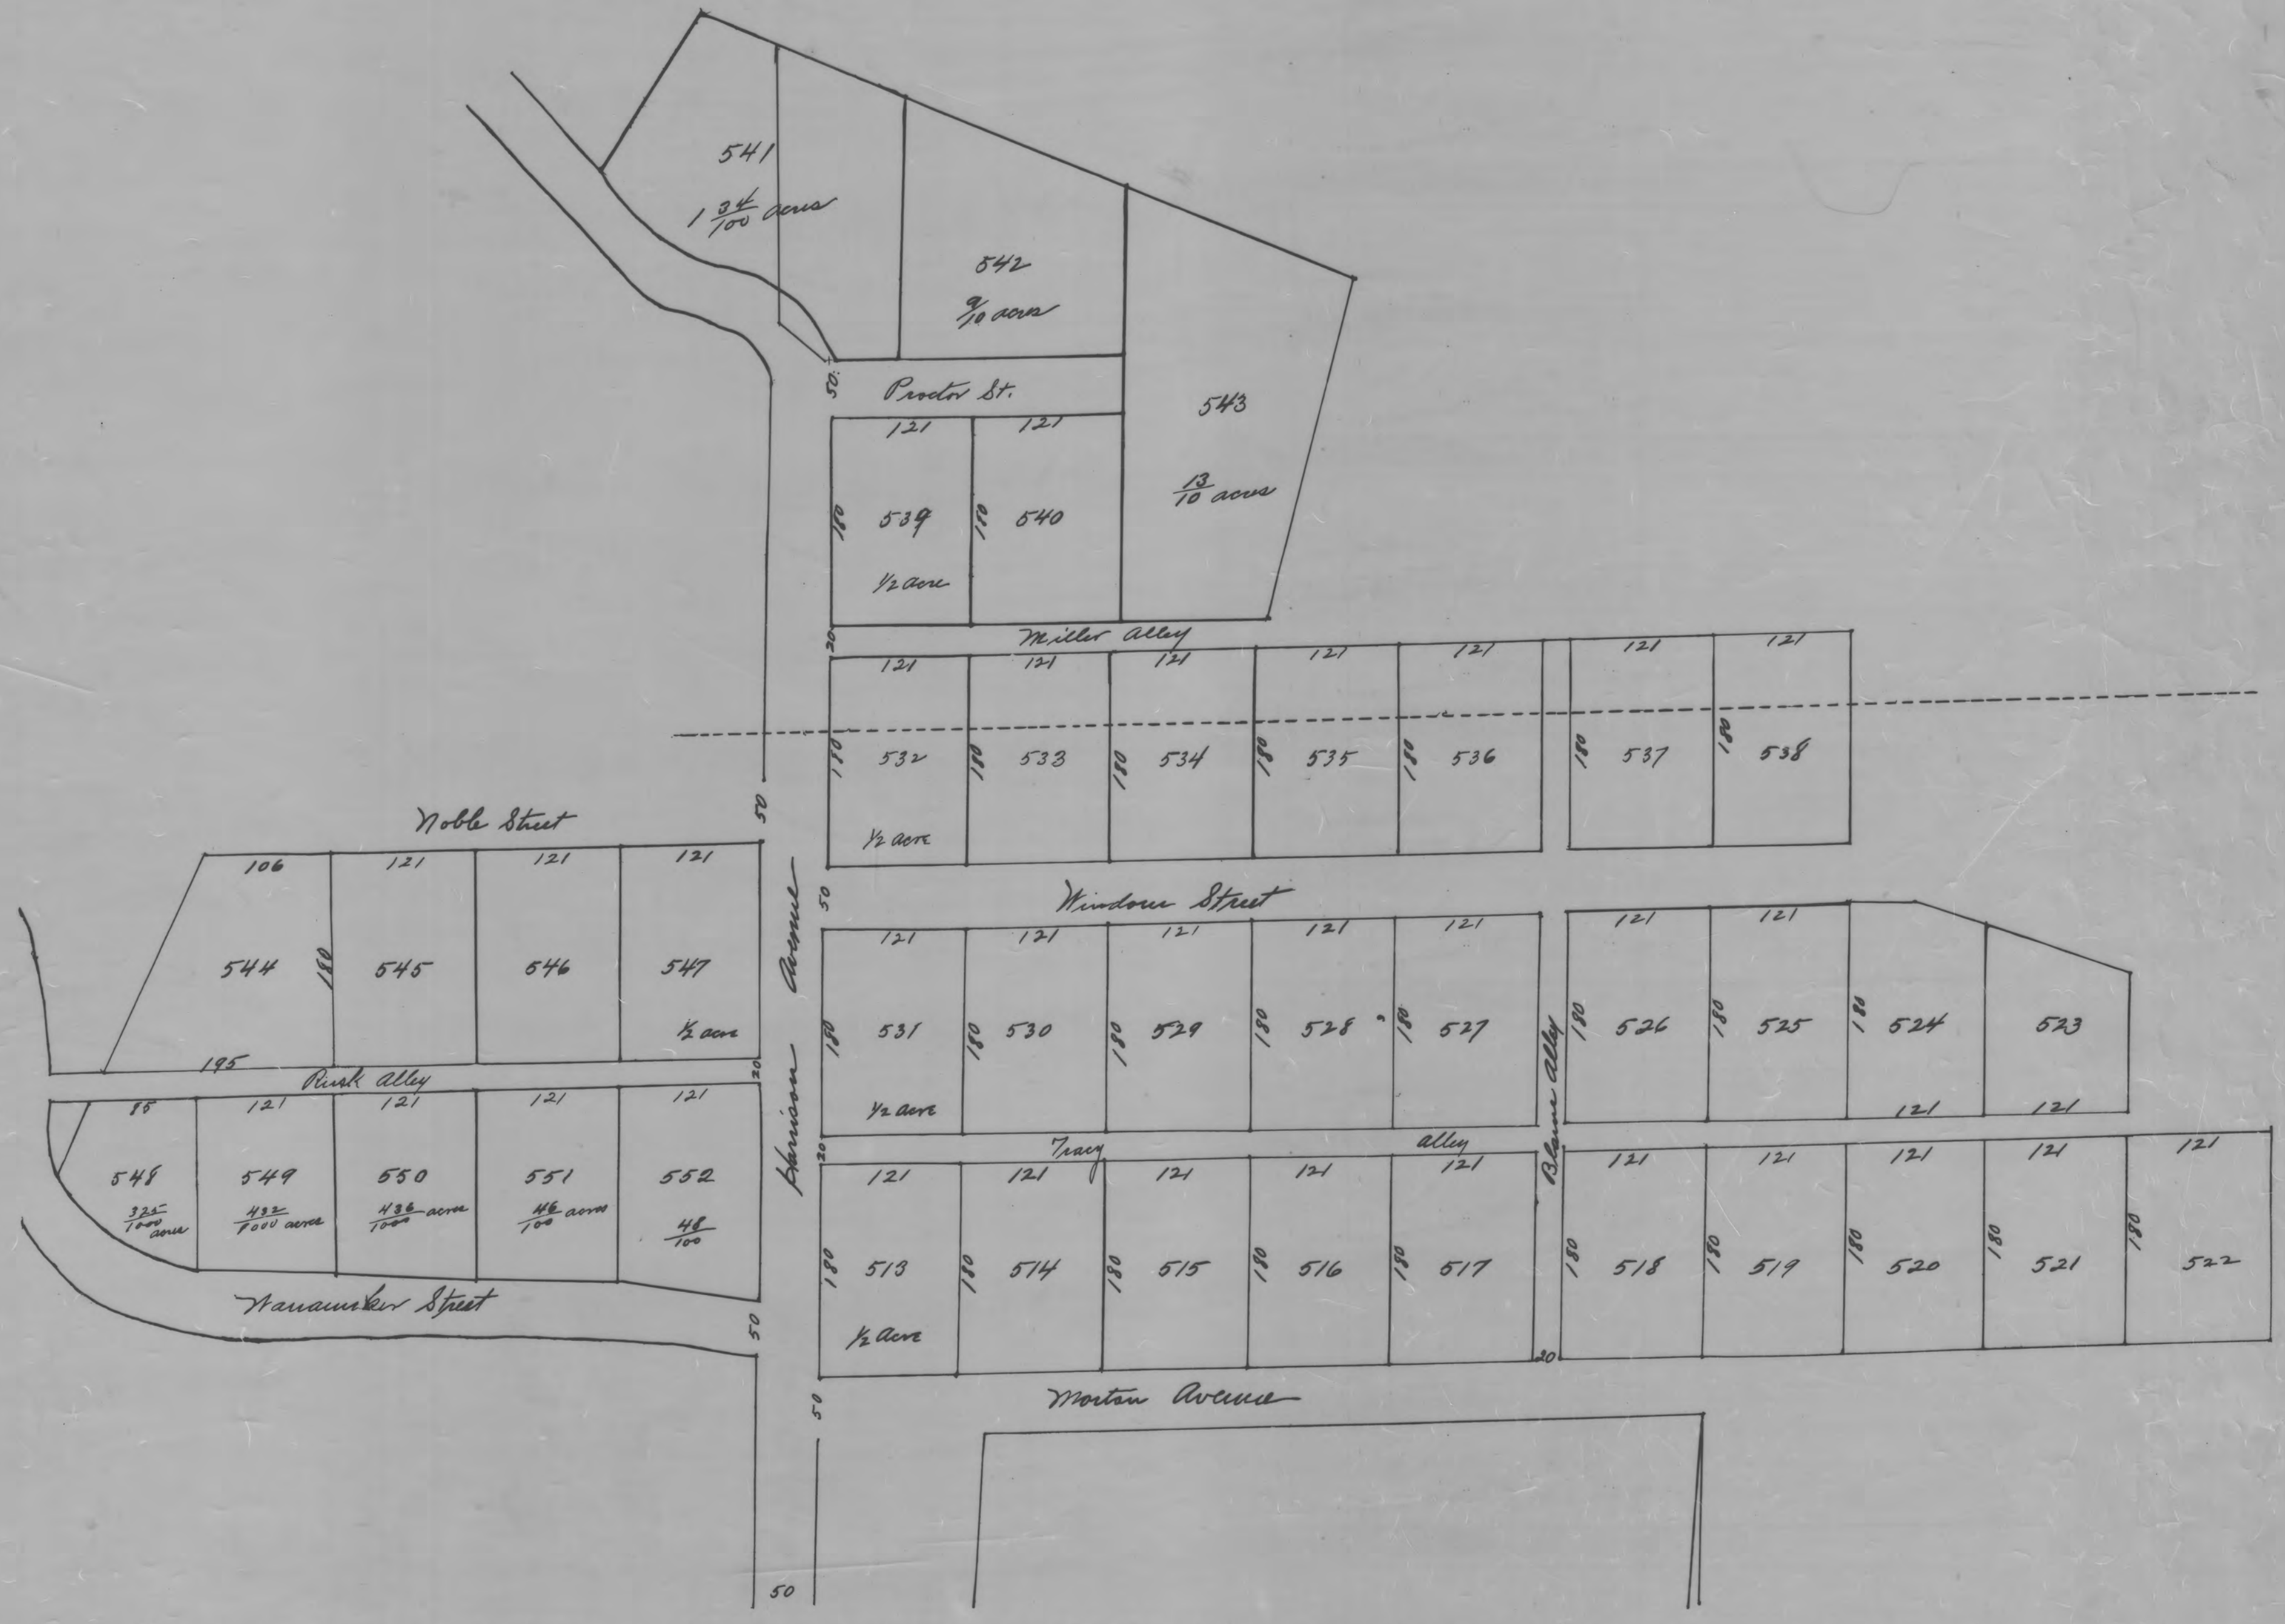 541
1 34/100 acres
542
9/10 acres
50
Proctor St.
543
13/10 acres
121 121
180 539 180 540
1/2 acre
20 Miller Alley
121 121 121 121 121 121 121
180 532 180 533 180 534 180 535 180 536 180 537 180 538
1/2 acre
50
Noble Street
106 121 121 121
544 180 545 546 547
1/2 acre
195
Harrison Avenue
50 Windom Street
121 121 121 121 121 121 121
180 531 180 530 180 529 180 528 180 527 180 526 180 525 180 524 523
1/2 acre
121 121
Rusk Alley 20
85 121 121 121 121
548 549 550 551 552
325/1000 acres 432/1000 acres 436/1000 acres 46/100 acres 48/100
Wanamaker Street
50
20 Tracy Alley
Blaine Alley
121 121 121 121 121 121 121 121 121 121
180 513 180 514 180 515 180 516 180 517 180 518 180 519 180 520 180 521 180 522
1/2 acre
20
50 Morton Avenue
50